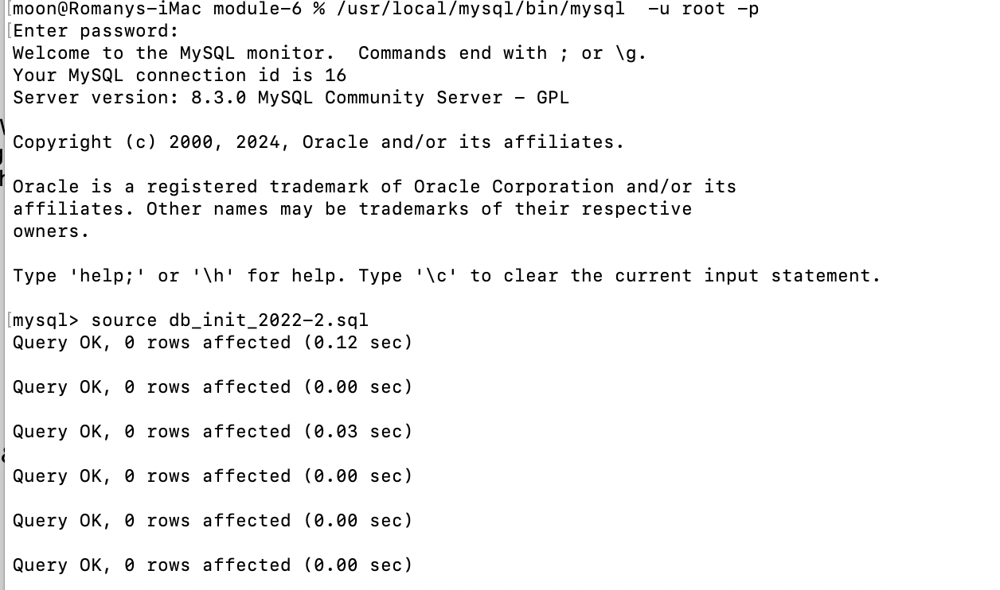 [moon@Romanys-iMac module-6 % /usr/local/mysql/bin/mysql  -u root -p
[Enter password:
Welcome to the MySQL monitor.  Commands end with ; or \g.
Your MySQL connection id is 16
Server version: 8.3.0 MySQL Community Server - GPL
Copyright (c) 2000, 2024, Oracle and/or its affiliates.
Oracle is a registered trademark of Oracle Corporation and/or its
affiliates. Other names may be trademarks of their respective
owners.
Type 'help;' or '\h' for help. Type '\c' to clear the current input statement.
[mysql> source db_init_2022-2.sql
Query OK, 0 rows affected (0.12 sec)
Query OK, 0 rows affected (0.00 sec)
Query OK, 0 rows affected (0.03 sec)
Query OK, 0 rows affected (0.00 sec)
Query OK, 0 rows affected (0.00 sec)
Query OK, 0 rows affected (0.00 sec)